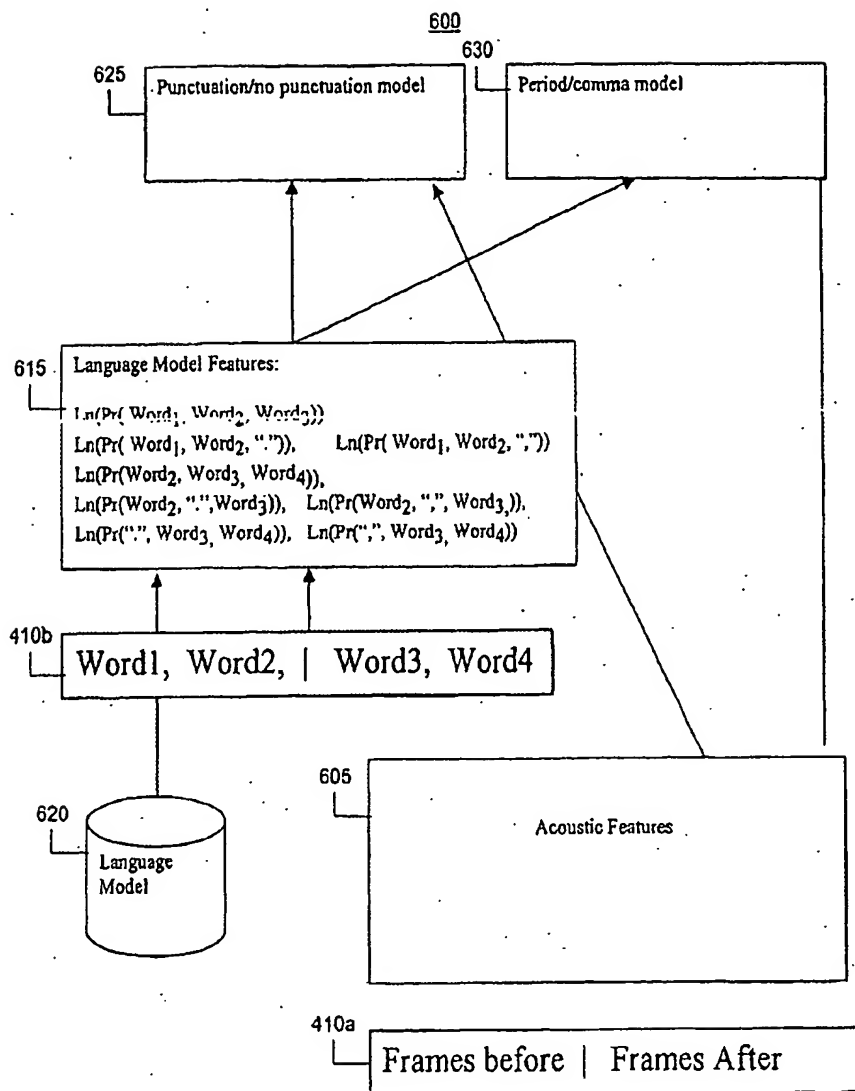 600
625
630
Punctuation/no punctuation model
Period/comma model
615
Language Model Features:
Ln(Pr( Word1, Word2, Word3))
Ln(Pr( Word1, Word2, ".")), Ln(Pr( Word1, Word2, ","))
Ln(Pr(Word2, Word3, Word4)),
Ln(Pr(Word2, ".",Word3)), Ln(Pr(Word2, ",", Word3,)),
Ln(Pr(".", Word3, Word4)), Ln(Pr(",", Word3, Word4))
410b
Word1, Word2, | Word3, Word4
605
Acoustic Features
620
Language
Model
410a
Frames before | Frames After